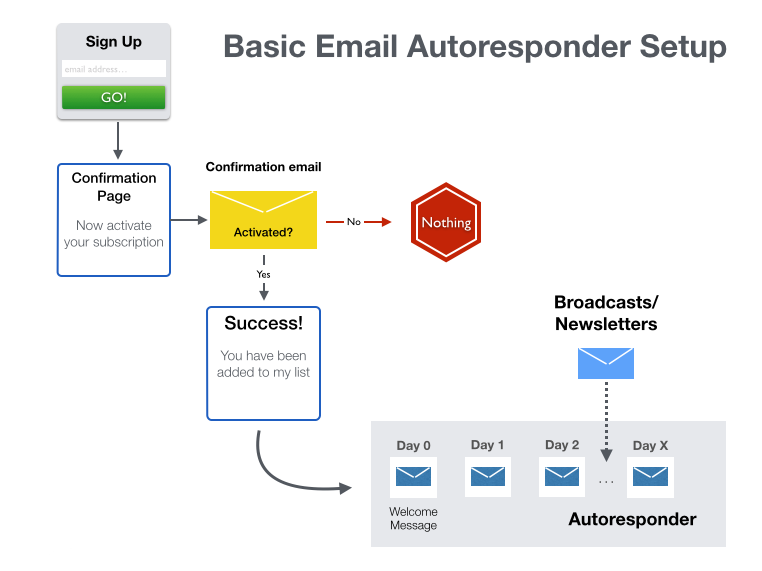 Basic Email Autoresponder Setup
Sign Up
email address...
GO!
Confirmation
Page
Now activate
your subscription
Confirmation email
Activated?
No
Nothing
Yes
Success!
You have been
added to my list
Broadcasts/
Newsletters
Day 0
Day 1
Day 2
Day X
...
Welcome
Message
Autoresponder